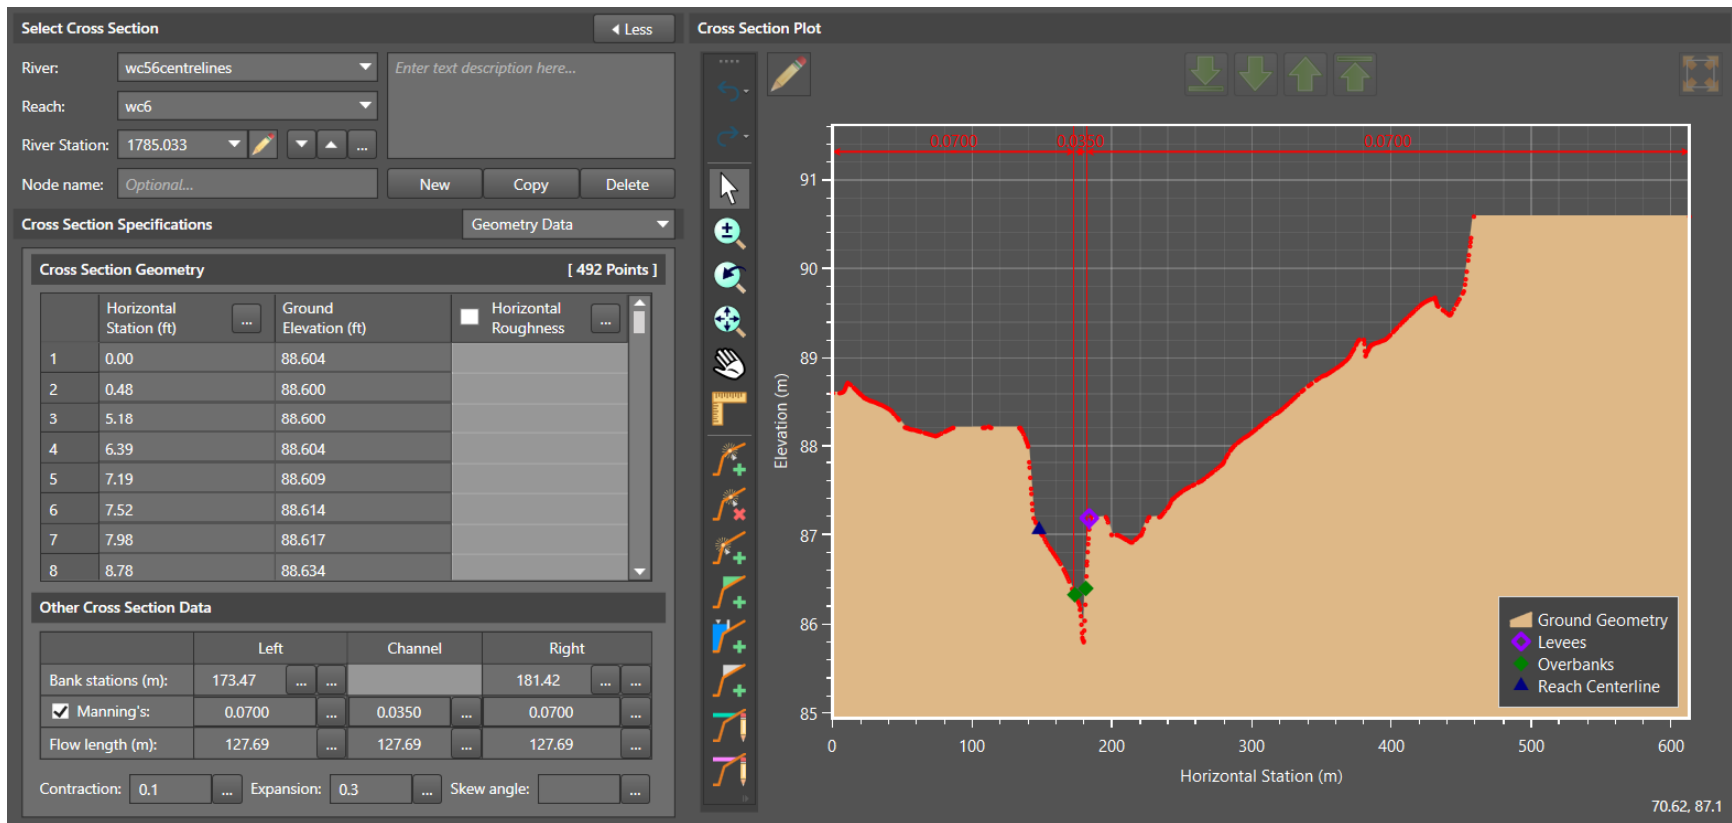 Select Cross Section
Less
River:
wc56centrelines
Enter text description here...
Reach:
wc6
River Station:
1785.033
...
Node name:
Optional...
New
Copy
Delete
Cross Section Specifications
Geometry Data
Cross Section Geometry
[ 492 Points ]
Horizontal Station (ft)
...
Ground Elevation (ft)
Horizontal Roughness
...
1 0.00 88.604
2 0.48 88.600
3 5.18 88.600
4 6.39 88.604
5 7.19 88.609
6 7.52 88.614
7 7.98 88.617
8 8.78 88.634
Other Cross Section Data
Left Channel Right
Bank stations (m): 173.47 ... ... 181.42 ... ...
Manning's: 0.0700 ... 0.0350 ... 0.0700 ...
Flow length (m): 127.69 ... 127.69 ... 127.69 ...
Contraction: 0.1 ... Expansion: 0.3 ... Skew angle: ...
Cross Section Plot
0.0700 0.0350 0.0700
91
90
89
88
87
86
85
Elevation (m)
0 100 200 300 400 500 600
Horizontal Station (m)
Ground Geometry
Levees
Overbanks
Reach Centerline
70.62, 87.1